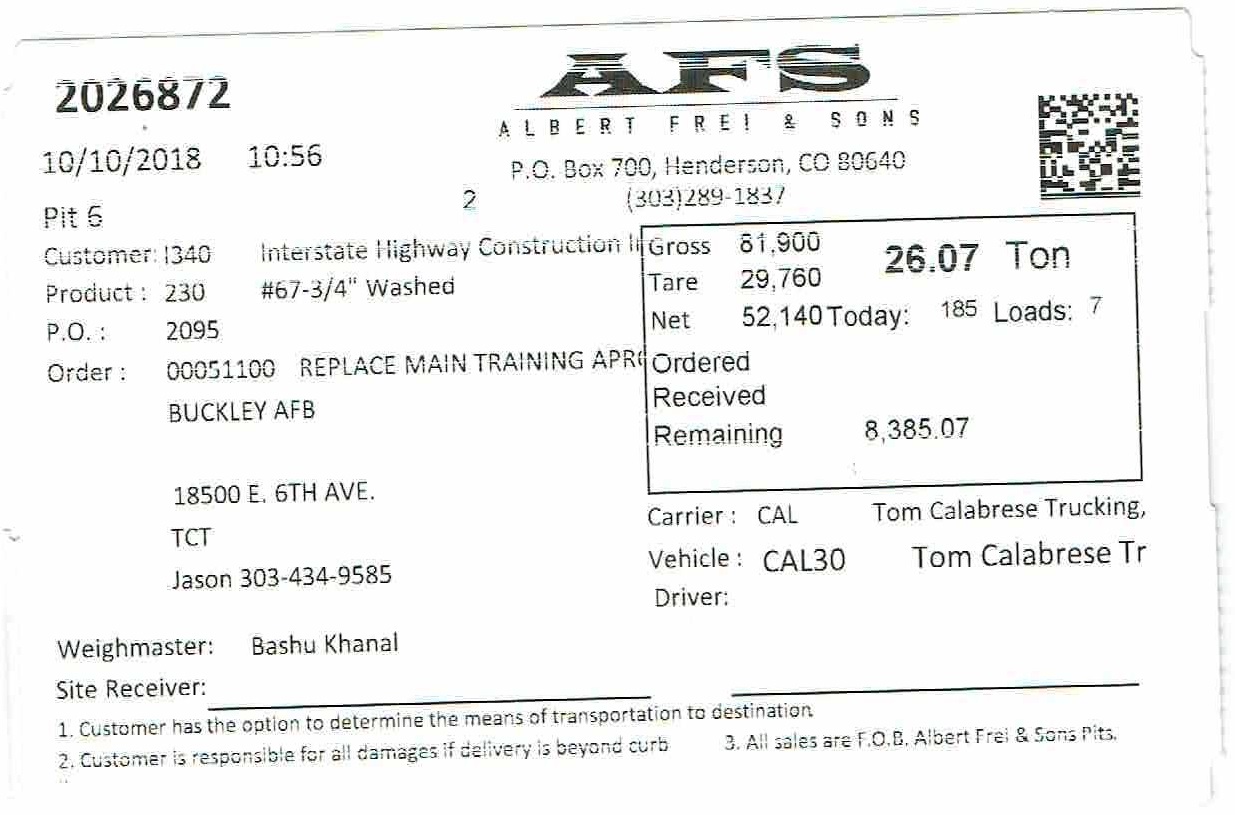 2026872
AFS
ALBERT FREI & SONS
10/10/2018 10:56
P.O. Box 700, Henderson, CO 80640
(303)289-1837
Pit 6 2
Customer: I340 Interstate Highway Construction In
Product : 230 #67-3/4" Washed
P.O. : 2095
Order : 00051100 REPLACE MAIN TRAINING APRO
BUCKLEY AFB
18500 E. 6TH AVE.
TCT
Jason 303-434-9585
Gross 81,900 26.07 Ton
Tare 29,760
Net 52,140 Today: 185 Loads: 7
Ordered
Received
Remaining 8,385.07
Carrier : CAL Tom Calabrese Trucking,
Vehicle : CAL30 Tom Calabrese Tr
Driver:
Weighmaster: Bashu Khanal
Site Receiver:
1. Customer has the option to determine the means of transportation to destination
2. Customer is responsible for all damages if delivery is beyond curb 3. All sales are F.O.B. Albert Frei & Sons Pits.